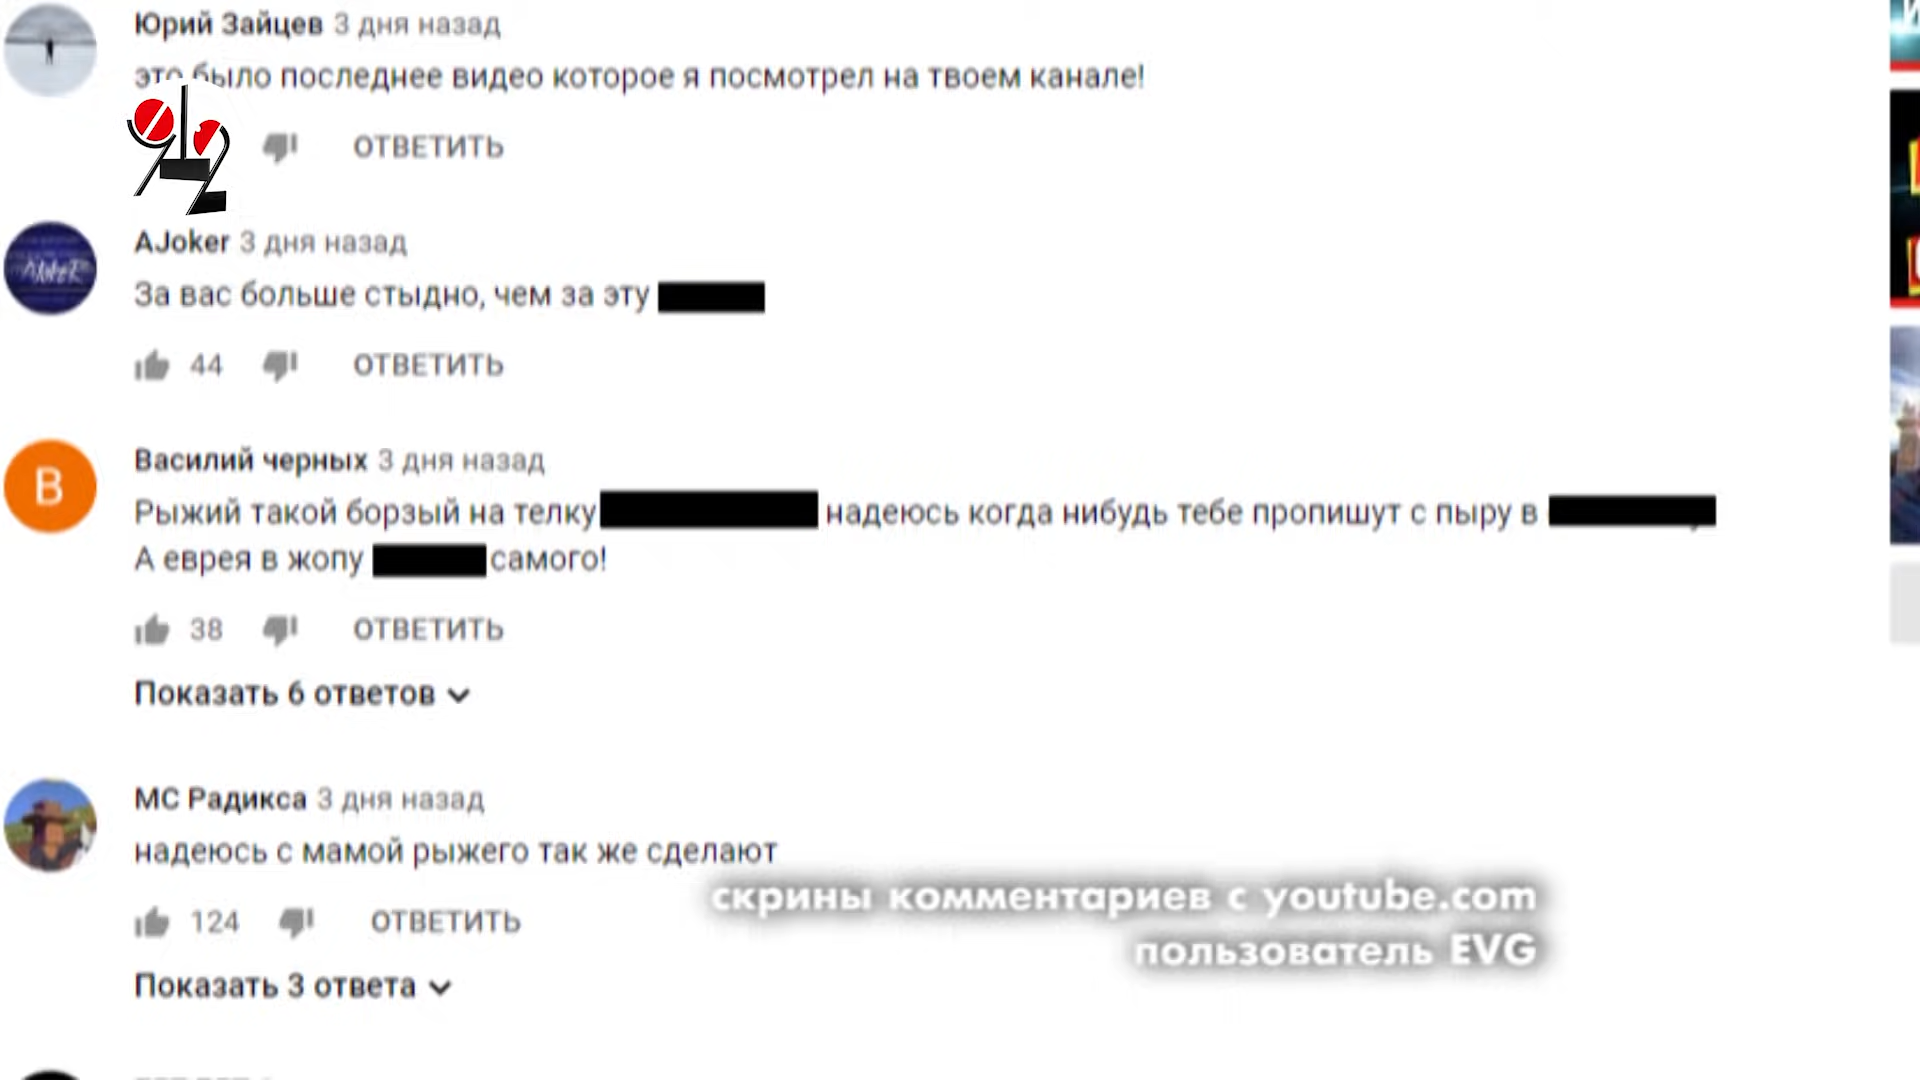 Юрий Зайцев 3 дня назад
это было последнее видео которое я посмотрел на твоем канале!
ОТВЕТИТЬ
AJoker 3 дня назад
За вас больше стыдно, чем за эту
44 ОТВЕТИТЬ
В
Василий черных 3 дня назад
Рыжий такой борзый на телку надеюсь когда нибудь тебе пропишут с пыру в
А еврея в жопу самого!
38 ОТВЕТИТЬ
Показать 6 ответов
МС Радикса 3 дня назад
надеюсь с мамой рыжего так же сделают
124 ОТВЕТИТЬ
Показать 3 ответа
скрины комментариев с youtube.com
пользователь EVG